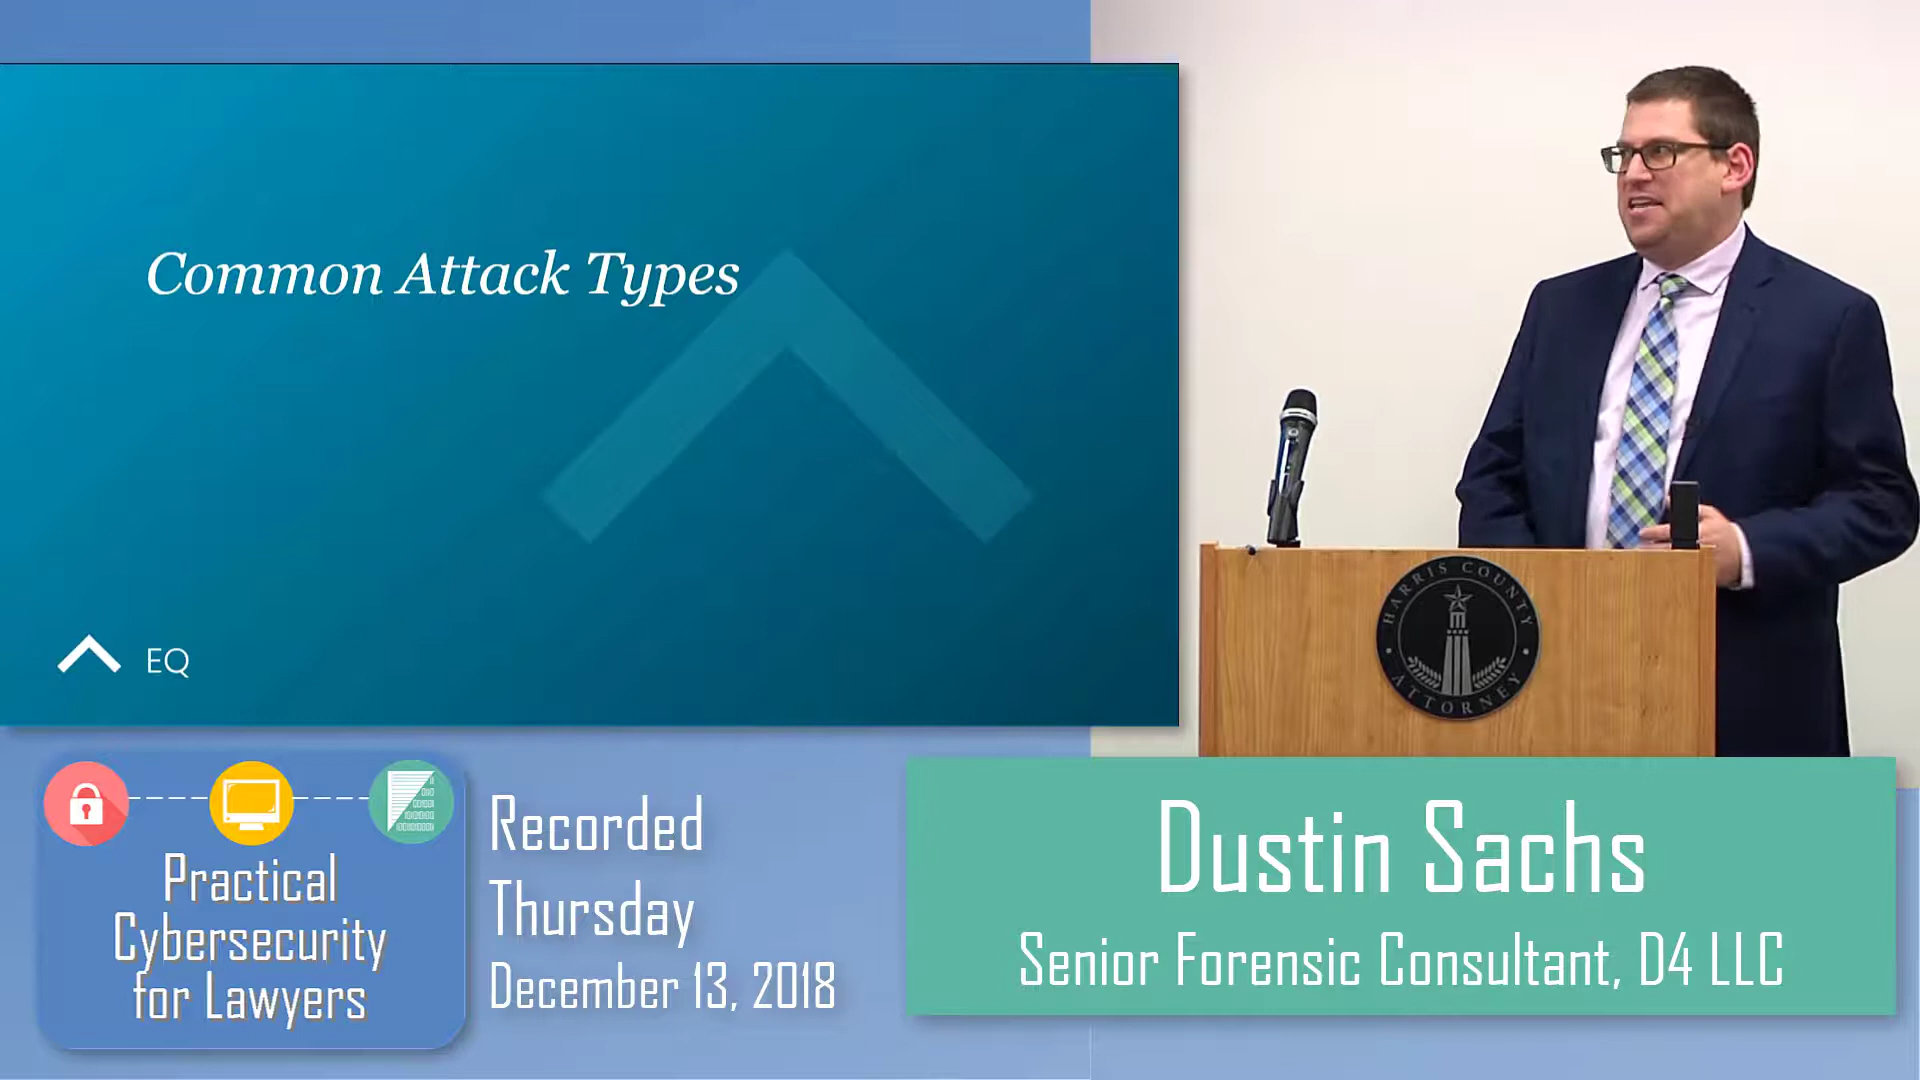 Common Attack Types
EQ
HARRIS COUNTY
ATTORNEY
Practical
Cybersecurity
for Lawyers
Recorded
Thursday
December 13, 2018
Dustin Sachs
Senior Forensic Consultant, D4 LLC